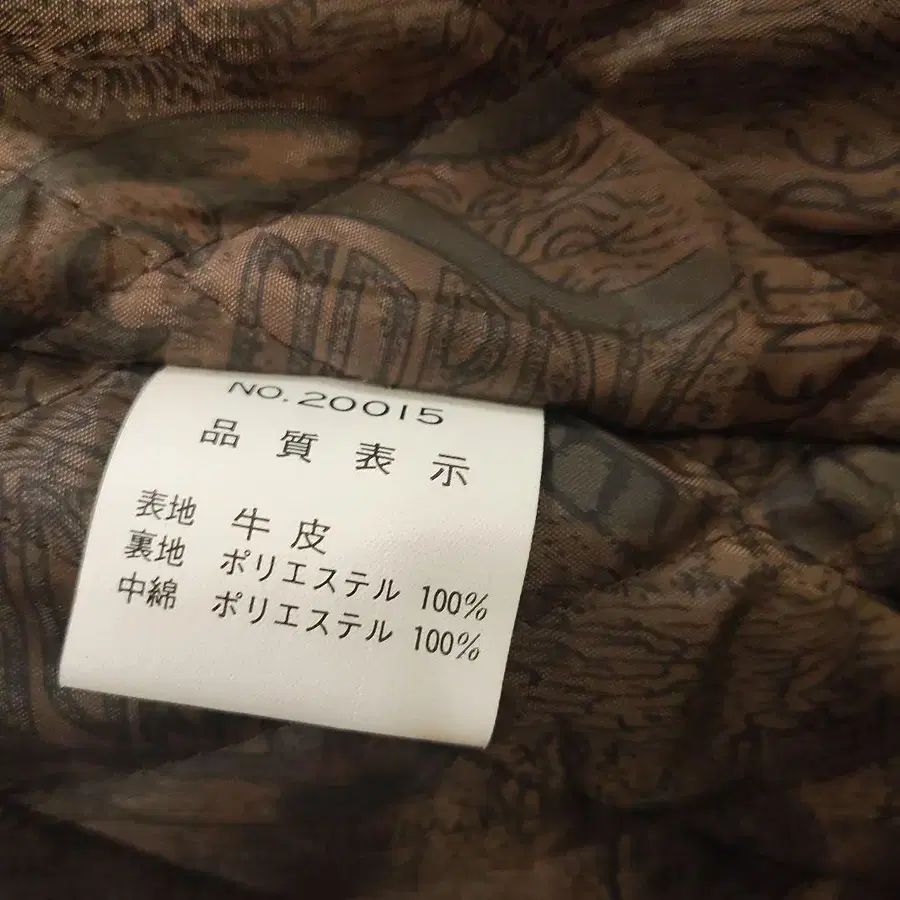 NO.20015
品質表示
表地 牛皮
裏地 ポリエステル 100%
中綿 ポリエステル 100%